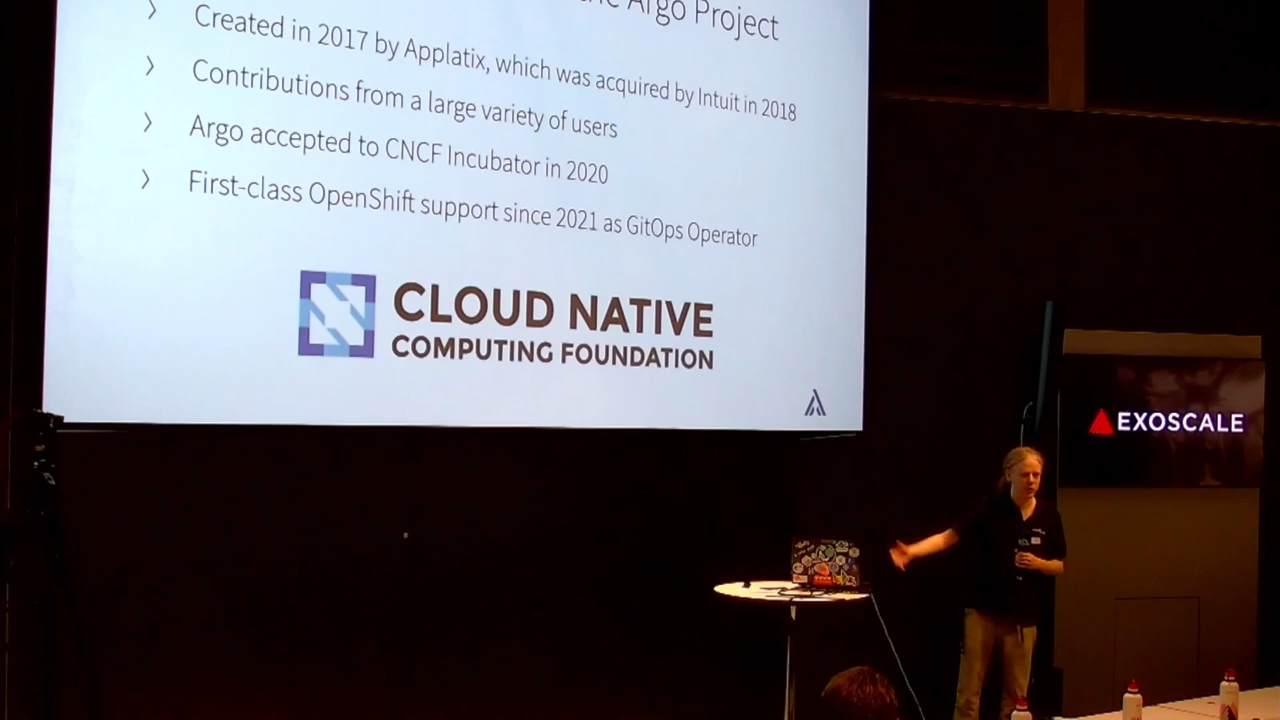 the Argo Project
Created in 2017 by Applatix, which was acquired by Intuit in 2018
Contributions from a large variety of users
Argo accepted to CNCF Incubator in 2020
First-class OpenShift support since 2021 as GitOps Operator
CLOUD NATIVE
COMPUTING FOUNDATION
EXOSCALE